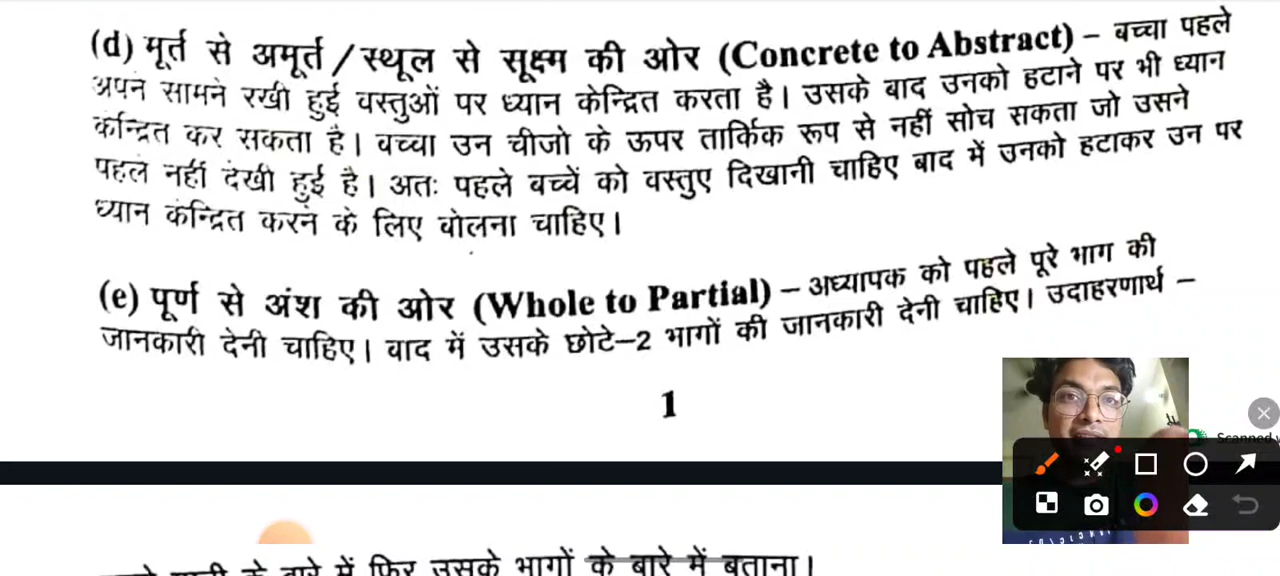 (d) मूर्त से अमूर्त / स्थूल से सूक्ष्म की ओर (Concrete to Abstract) – बच्चा पहले
अपने सामने रखी हुई वस्तुओं पर ध्यान केन्द्रित करता है। उसके बाद उनको हटाने पर भी ध्यान
केन्द्रित कर सकता है। बच्चा उन चीजो के ऊपर तार्किक रूप से नहीं सोच सकता जो उसने
पहले नहीं देखी हुई है। अतः पहले बच्चें को वस्तुए दिखानी चाहिए बाद में उनको हटाकर उन पर
ध्यान केन्द्रित करने के लिए बोलना चाहिए।
(e) पूर्ण से अंश की ओर (Whole to Partial) – अध्यापक को पहले पूरे भाग की
जानकारी देनी चाहिए। बाद में उसके छोटे–2 भागों की जानकारी देनी चाहिए। उदाहरणार्थ –
1
Scanned
के बारे में फिर उसके भागों के बारे में बताना।